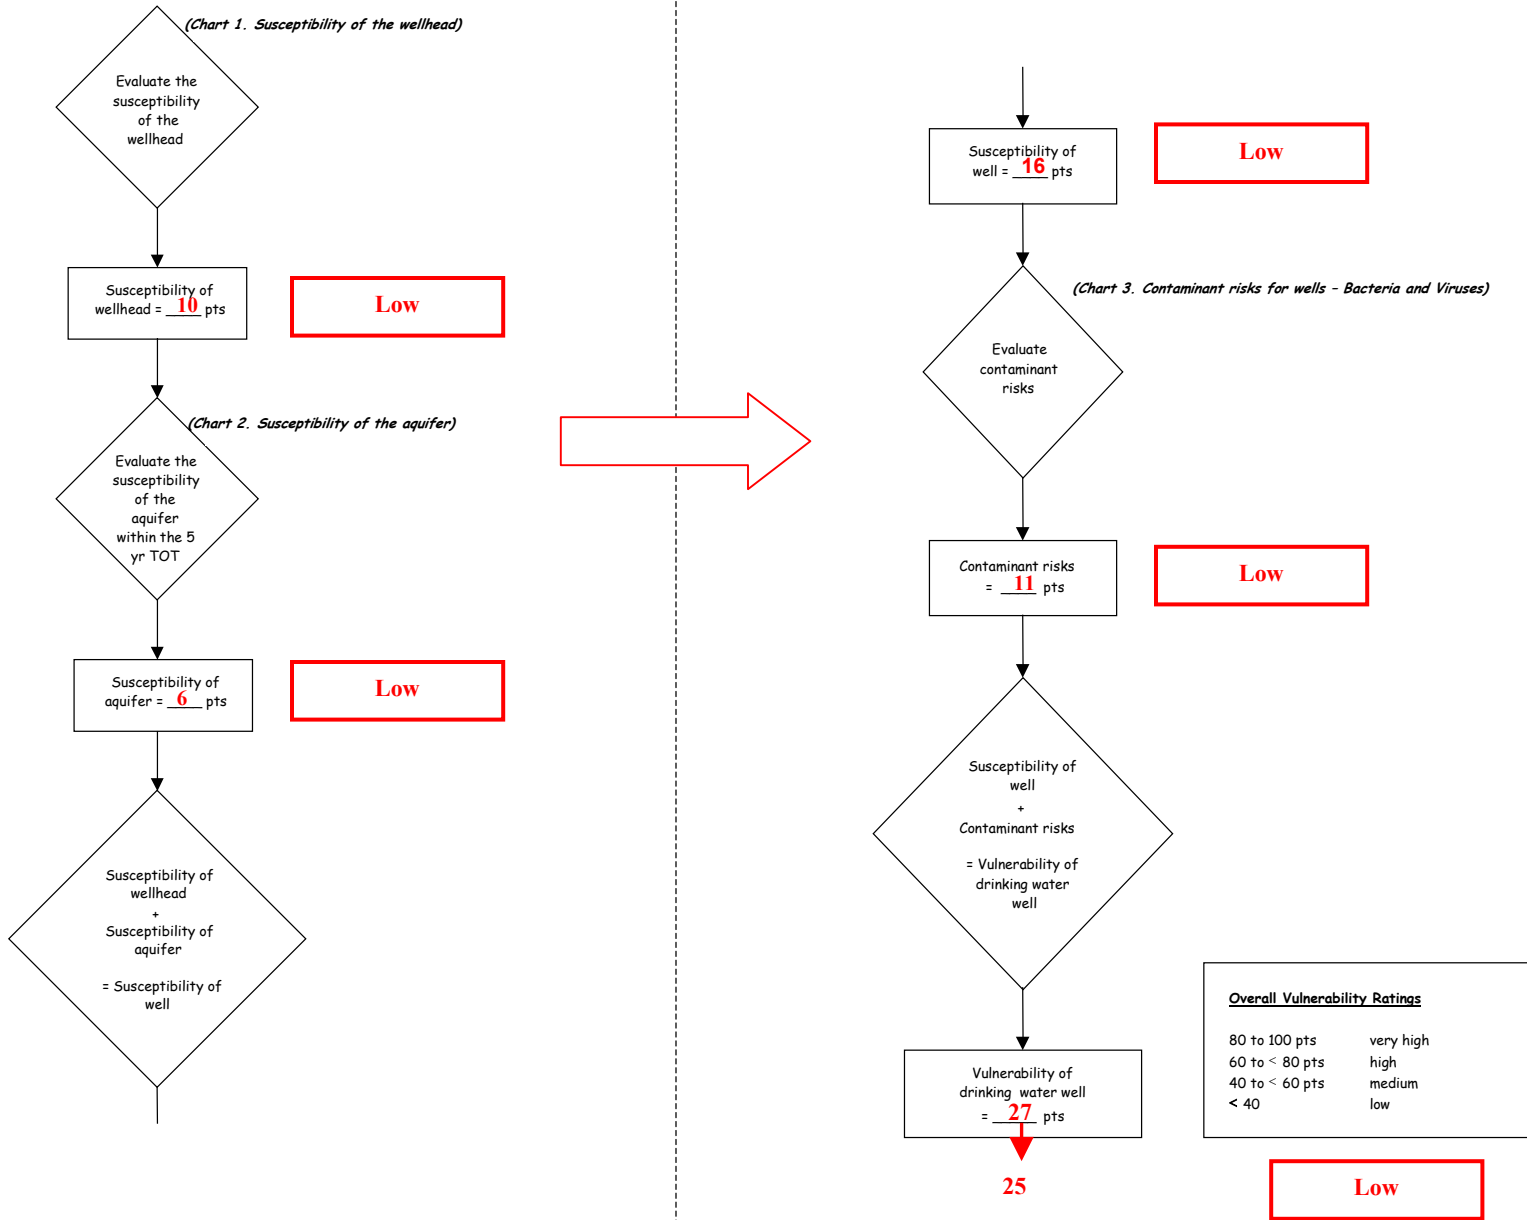 (Chart 1. Susceptibility of the wellhead)
Evaluate the
susceptibility
of the
wellhead
Susceptibility of
wellhead = 10 pts
Low
(Chart 2. Susceptibility of the aquifer)
Evaluate the
susceptibility
of the
aquifer
within the 5
yr TOT
Susceptibility of
aquifer = 6 pts
Low
Susceptibility of
wellhead
+
Susceptibility of
aquifer
= Susceptibility of
well
Susceptibility of
well = 16 pts
Low
(Chart 3. Contaminant risks for wells – Bacteria and Viruses)
Evaluate
contaminant
risks
Contaminant risks
= 11 pts
Low
Susceptibility of
well
+
Contaminant risks
= Vulnerability of
drinking water
well
Vulnerability of
drinking water well
= 27 pts
25
Overall Vulnerability Ratings
80 to 100 pts very high
60 to < 80 pts high
40 to < 60 pts medium
< 40 low
Low